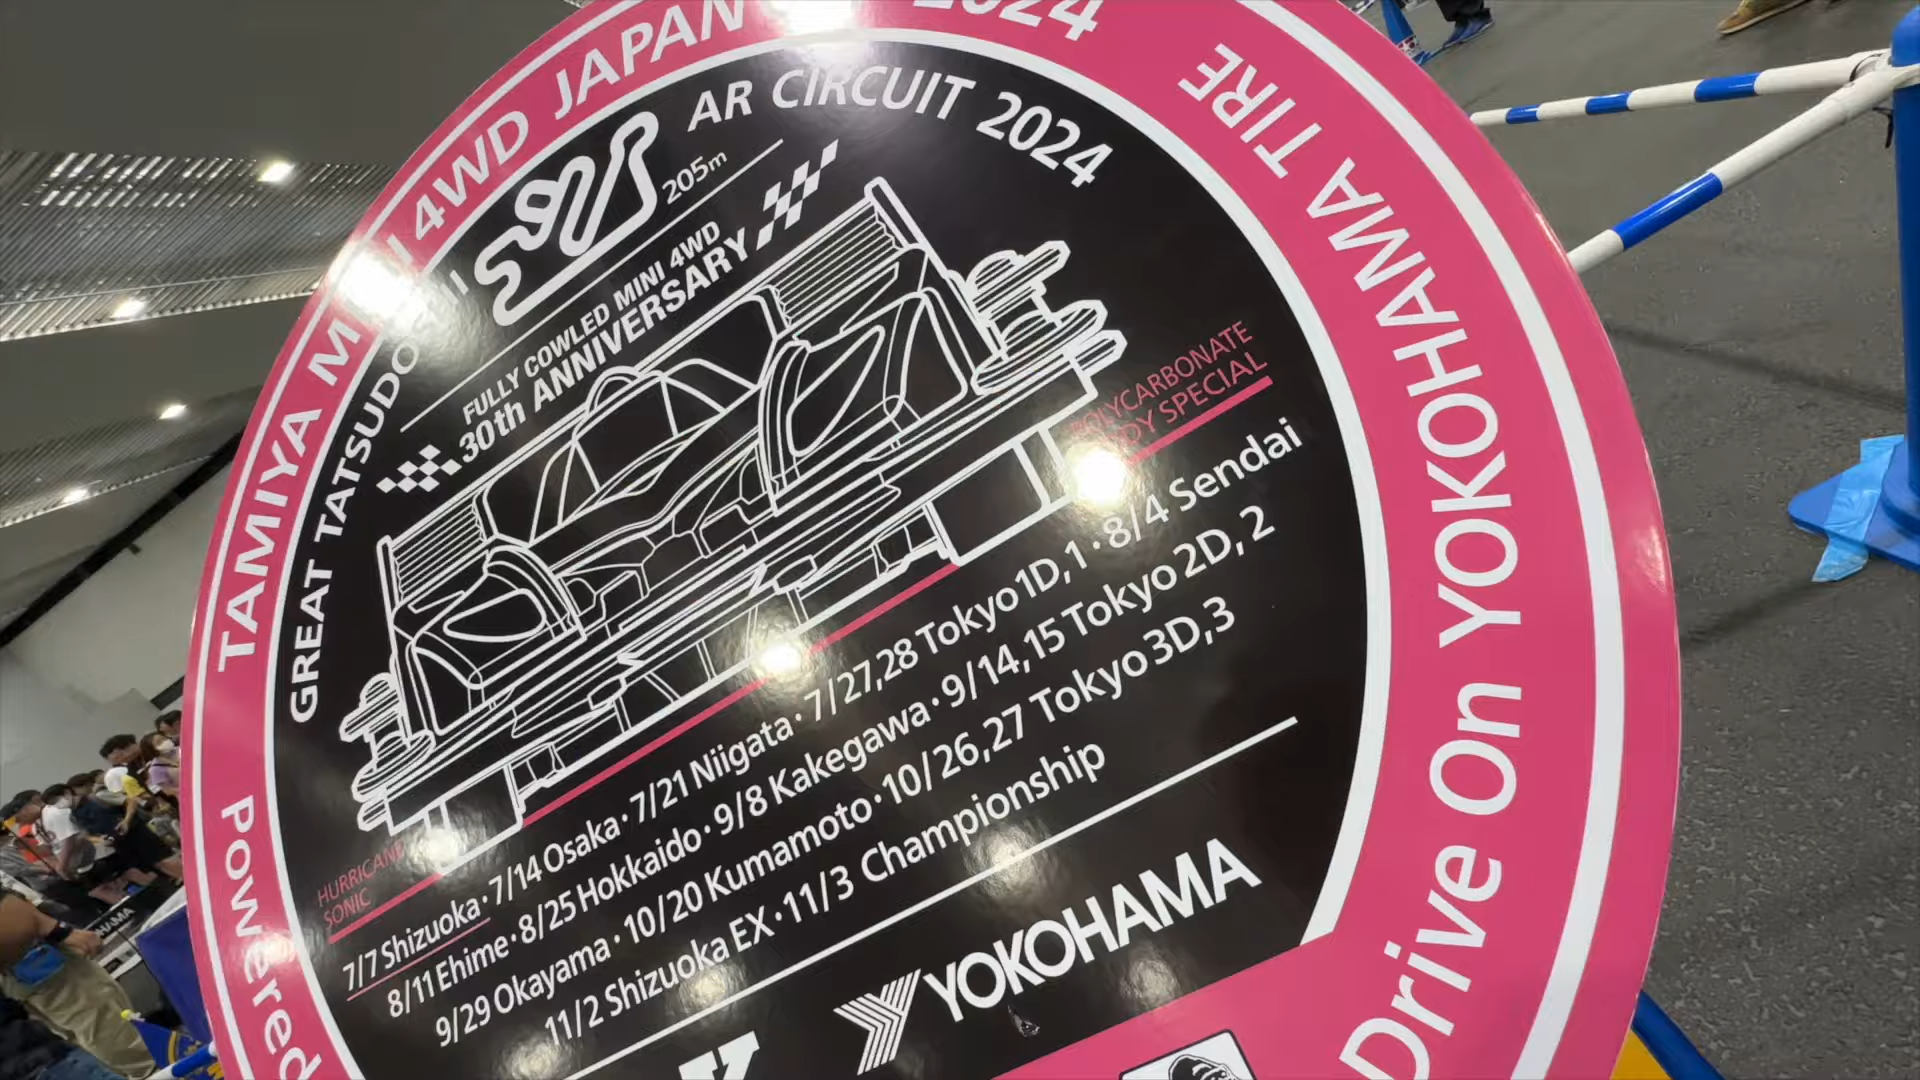 TAMIYA M I 4WD JAPAN 2024
GREAT TATSUDO
AR CIRCUIT 2024
205m
FULLY COWLED MINI 4WD
30th ANNIVERSARY
POLYCARBONATE
DY SPECIAL
HURRICANE
SONIC
7/7 Shizuoka・7/14 Osaka・7/21 Niigata・7/27,28 Tokyo 1D,1・8/4 Sendai
8/11 Ehime・8/25 Hokkaido・9/8 Kakegawa・9/14,15 Tokyo 2D, 2
9/29 Okayama・10/20 Kumamoto・10/26,27 Tokyo 3D,3
11/2 Shizuoka EX・11/3 Championship
YOKOHAMA
Powered
Drive On YOKOHAMA TIRE